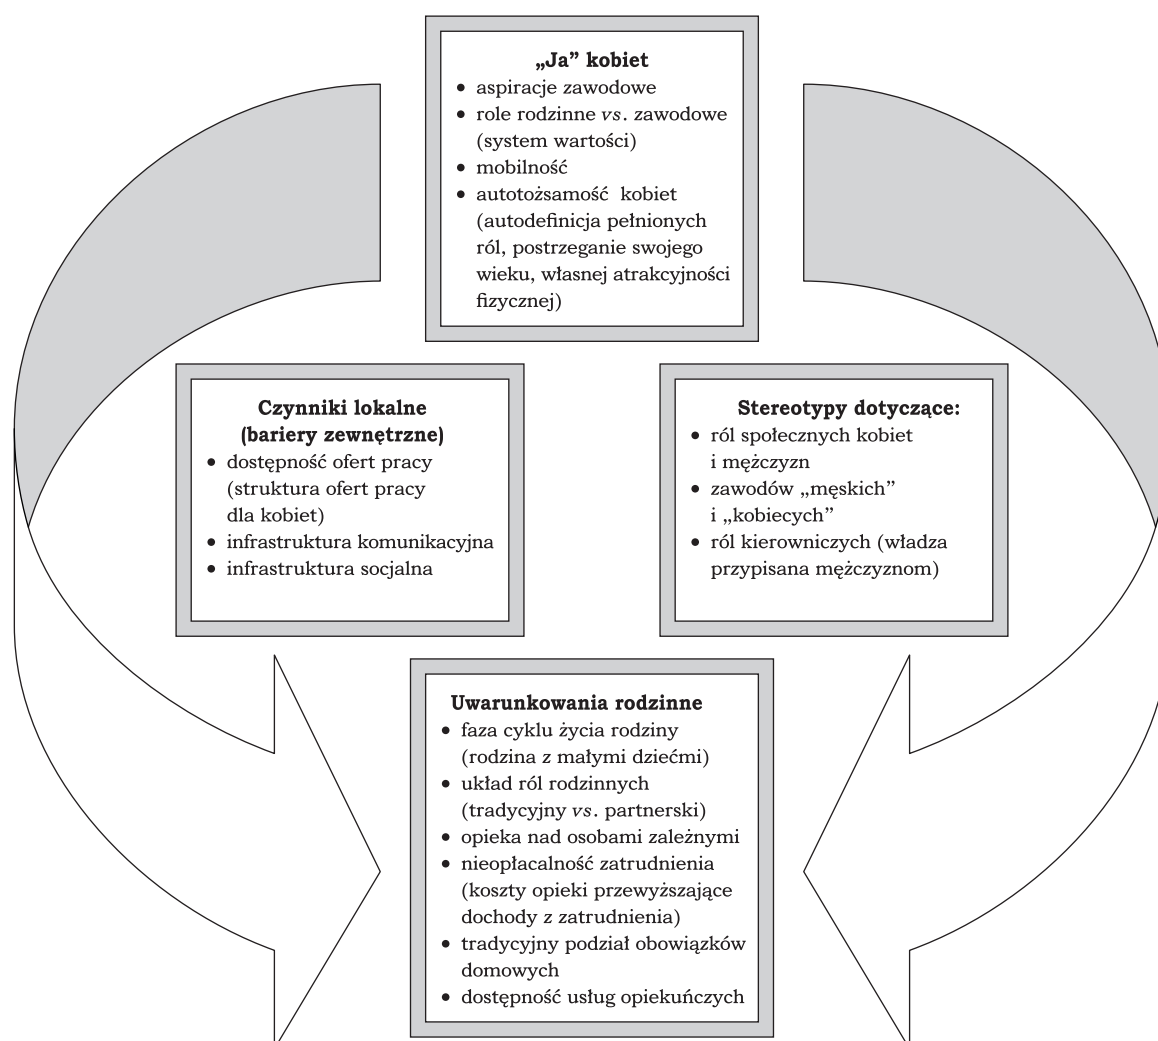 „Ja” kobiet
• aspiracje zawodowe
• role rodzinne vs. zawodowe
(system wartości)
• mobilność
• autotożsamość kobiet
(autodefinicja pełnionych
ról, postrzeganie swojego
wieku, własnej atrakcyjności
fizycznej)
Czynniki lokalne
(bariery zewnętrzne)
• dostępność ofert pracy
(struktura ofert pracy
dla kobiet)
• infrastruktura komunikacyjna
• infrastruktura socjalna
Stereotypy dotyczące:
• ról społecznych kobiet
i mężczyzn
• zawodów „męskich”
i „kobiecych”
• ról kierowniczych (władza
przypisana mężczyznom)
Uwarunkowania rodzinne
• faza cyklu życia rodziny
(rodzina z małymi dziećmi)
• układ ról rodzinnych
(tradycyjny vs. partnerski)
• opieka nad osobami zależnymi
• nieopłacalność zatrudnienia
(koszty opieki przewyższające
dochody z zatrudnienia)
• tradycyjny podział obowiązków
domowych
• dostępność usług opiekuńczych